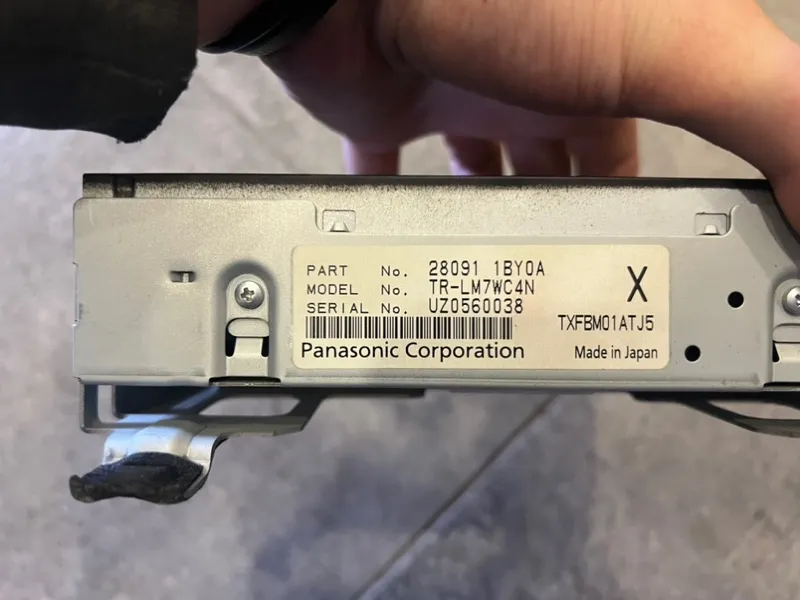 PART No. 28091 1BY0A
MODEL No. TR-LM7WC4N
SERIAL No. UZ0560038
X
TXFBM01ATJ5
Panasonic Corporation
Made in Japan